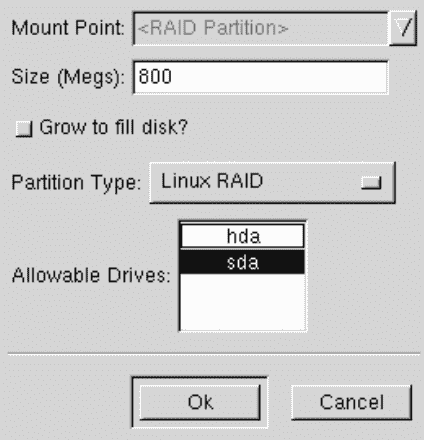 Mount Point: <RAID Partition>
Size (Megs): 800
Grow to fill disk?
Partition Type: Linux RAID
hda
sda
Allowable Drives:
Ok Cancel